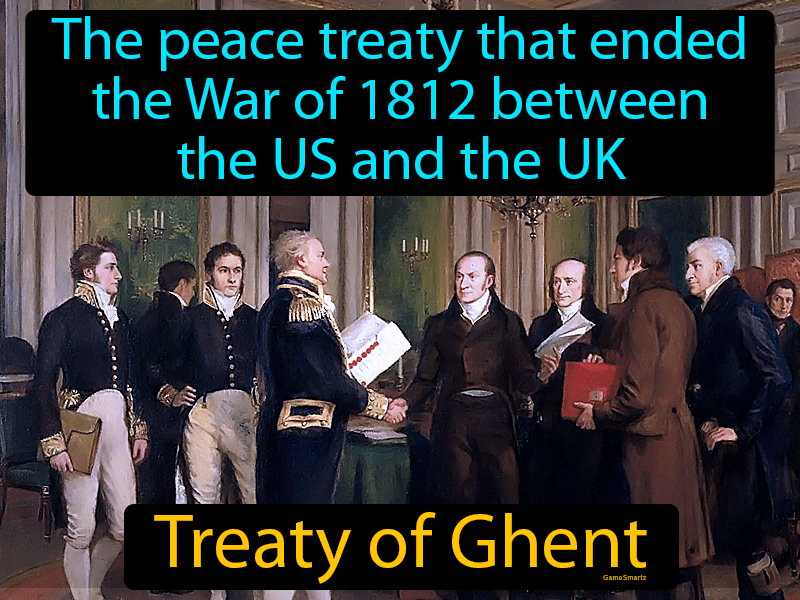 The peace treaty that ended
the War of 1812 between
the US and the UK
Treaty of Ghent
GameSmartz